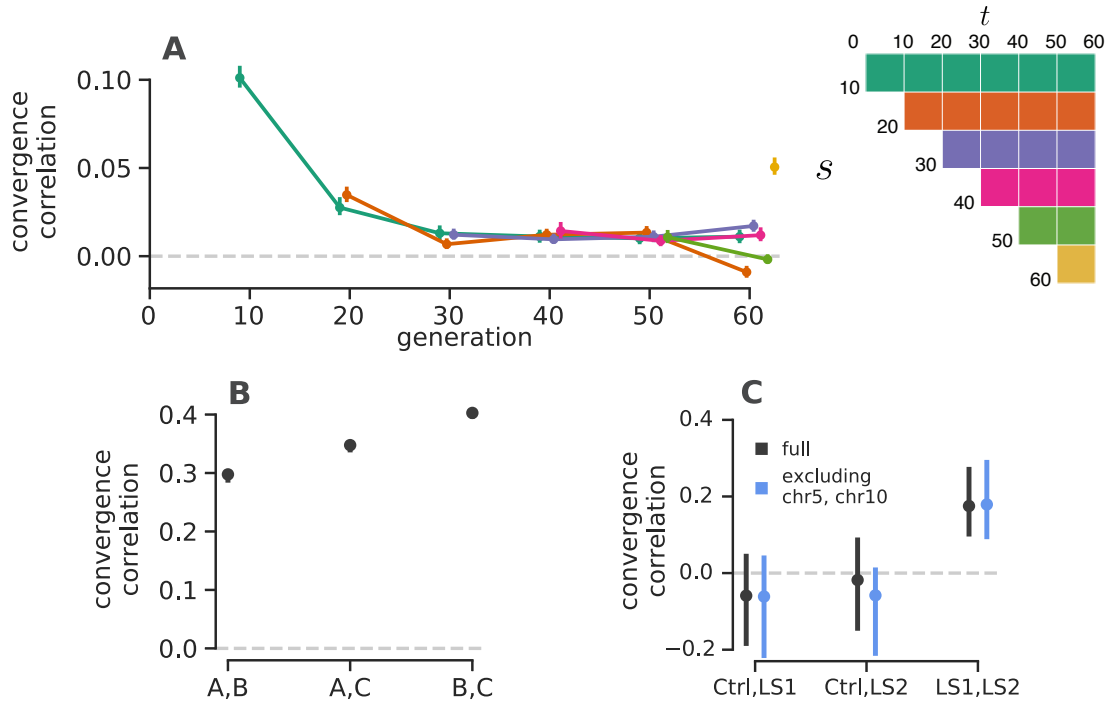 A
0.10
0.05
0.00
convergence
correlation
0
10
20
30
40
50
60
generation
t
0
10
20
30
40
50
60
s
10
20
30
40
50
60
B
0.4
0.3
0.2
0.1
0.0
convergence
correlation
A,B
A,C
B,C
C
0.4
0.2
0.0
−0.2
convergence
correlation
full
excluding
chr5, chr10
Ctrl,LS1
Ctrl,LS2
LS1,LS2